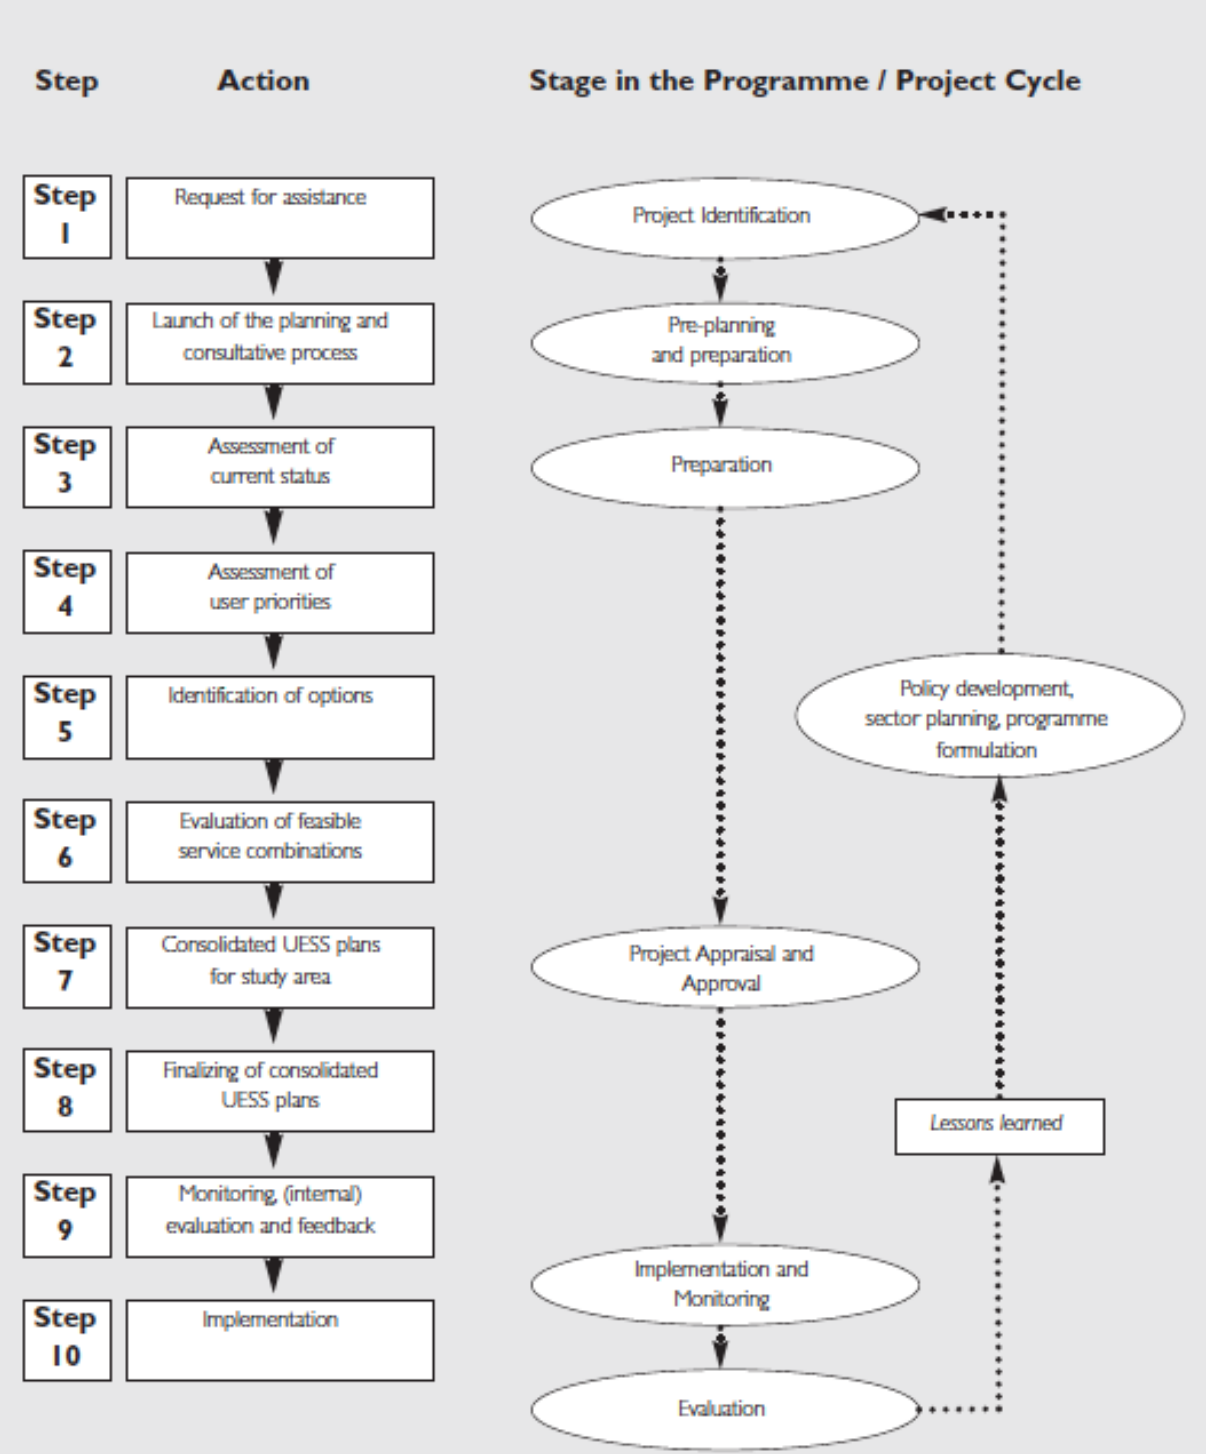 Step
Action
Stage in the Programme / Project Cycle
Step
1
Request for assistance
Project Identification
Step
2
Launch of the planning and
consultative process
Pre-planning
and preparation
Step
3
Assessment of
current status
Preparation
Step
4
Assessment of
user priorities
Step
5
Identification of options
Policy development,
sector planning, programme
formulation
Step
6
Evaluation of feasible
service combinations
Step
7
Consolidated UESS plans
for study area
Project Appraisal and
Approval
Step
8
Finalizing of consolidated
UESS plans
Lessons learned
Step
9
Monitoring, (internal)
evaluation and feedback
Implementation and
Monitoring
Step
10
Implementation
Evaluation